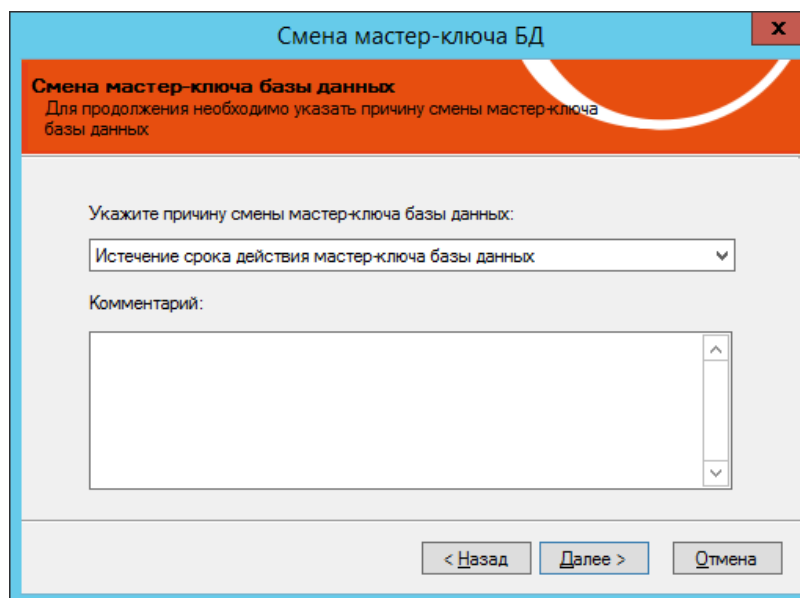 Смена мастер-ключа БД
x
Смена мастер-ключа базы данных
Для продолжения необходимо указать причину смены мастер-ключа
базы данных
Укажите причину смены мастер-ключа базы данных:
Истечение срока действия мастер-ключа базы данных
Комментарий:
< Назад Далее > Отмена